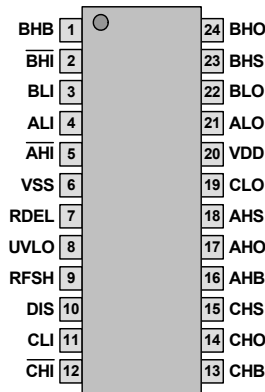 BHB 1 24 BHO
BHI 2 23 BHS
BLI 3 22 BLO
ALI 4 21 ALO
AHI 5 20 VDD
VSS 6 19 CLO
RDEL 7 18 AHS
UVLO 8 17 AHO
RFSH 9 16 AHB
DIS 10 15 CHS
CLI 11 14 CHO
CHI 12 13 CHB